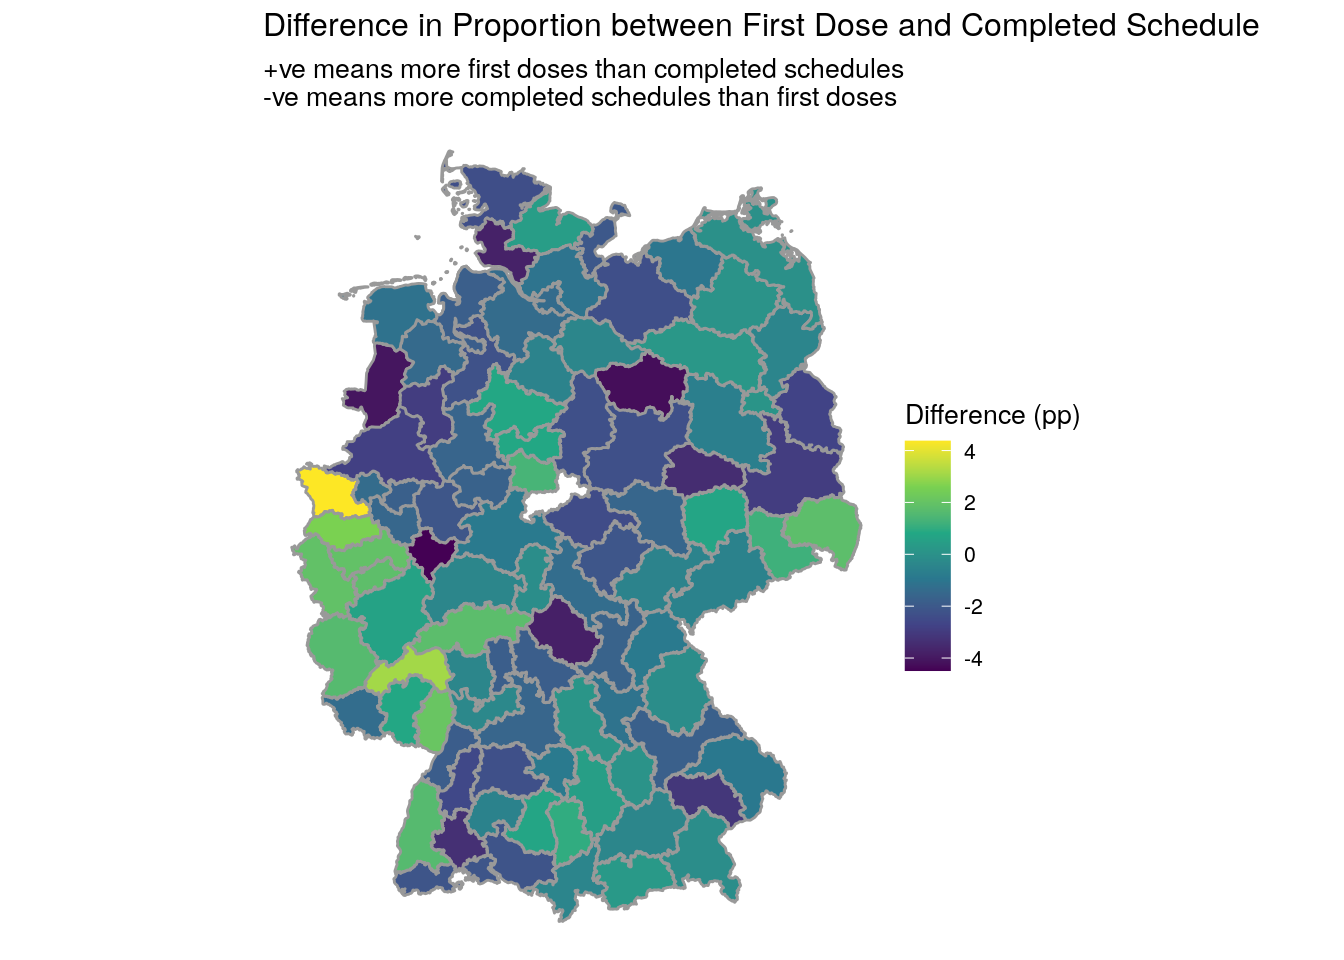 Difference in Proportion between First Dose and Completed Schedule
+ve means more first doses than completed schedules
-ve means more completed schedules than first doses
Difference (pp)
4
2
0
-2
-4